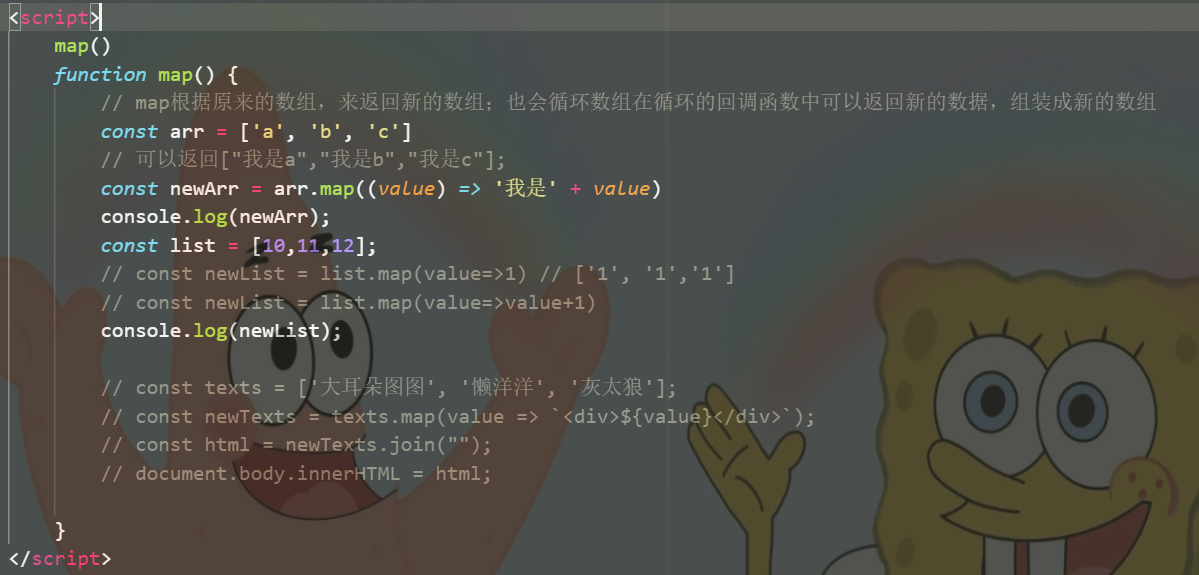 <script>
map()
function map() {
// map根据原来的数组，来返回新的数组；也会循环数组在循环的回调函数中可以返回新的数据，组装成新的数组
const arr = ['a', 'b', 'c']
// 可以返回["我是a","我是b","我是c"];
const newArr = arr.map((value) => '我是' + value)
console.log(newArr);
const list = [10,11,12];
// const newList = list.map(value=>1) // ['1', '1','1']
// const newList = list.map(value=>value+1)
console.log(newList);
// const texts = ['大耳朵图图', '懒洋洋', '灰太狼'];
// const newTexts = texts.map(value => `<div>${value}</div>`);
// const html = newTexts.join("");
// document.body.innerHTML = html;
}
</script>